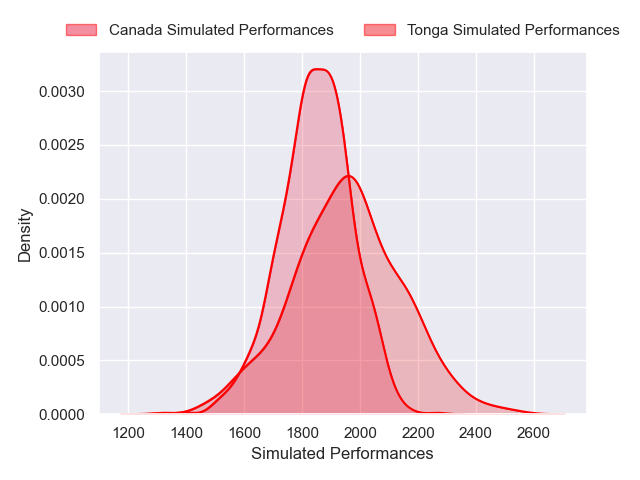 Canada Simulated Performances
Tonga Simulated Performances
0.0030
0.0025
0.0020
0.0015
0.0010
0.0005
0.0000
Density
1200 1400 1600 1800 2000 2200 2400 2600
Simulated Performances